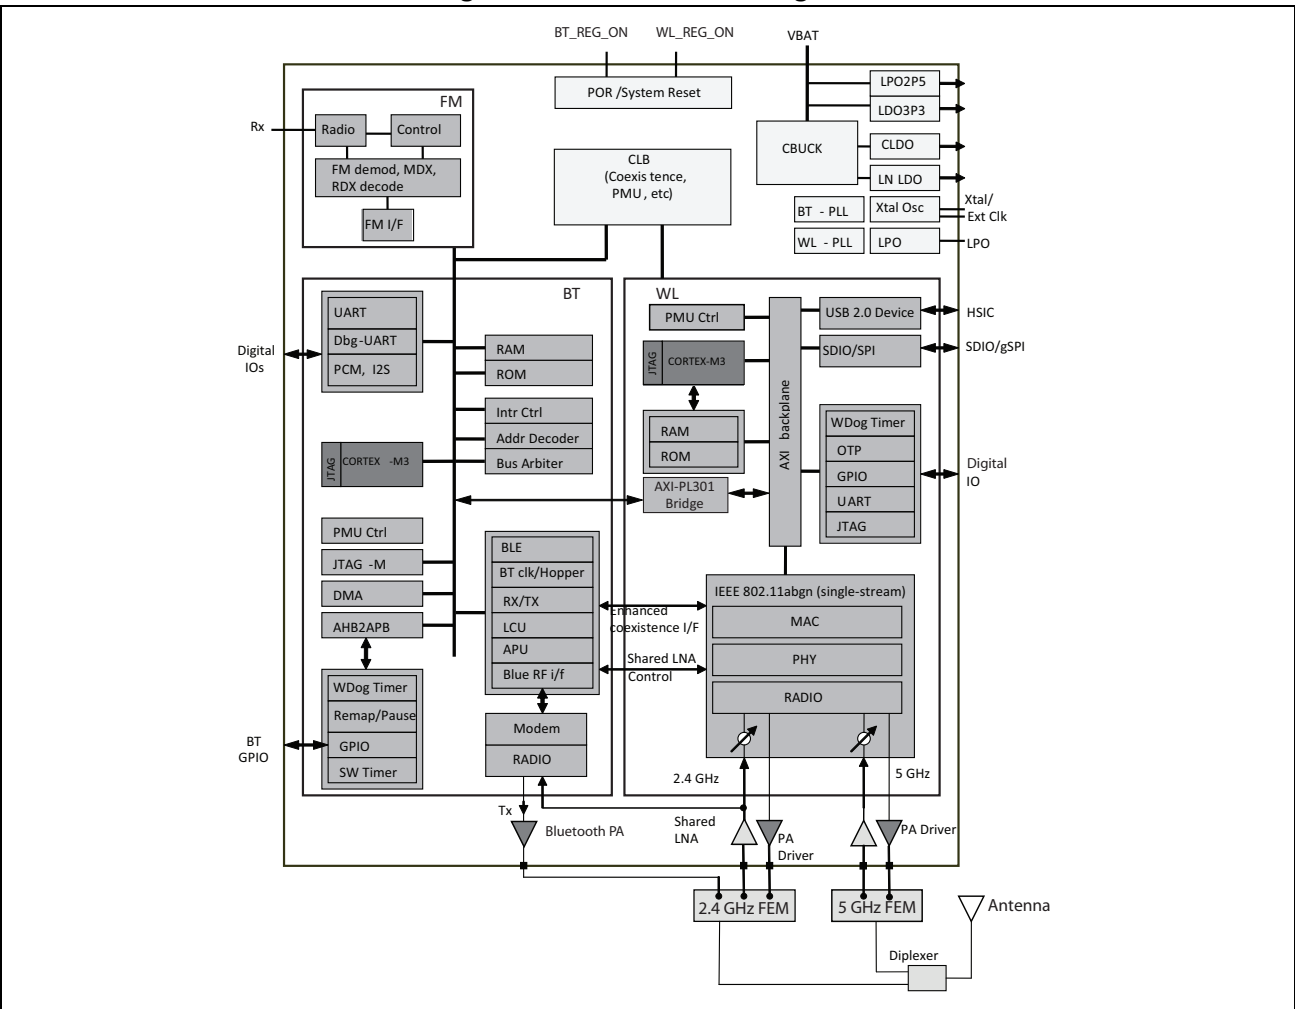 BT_REG_ON
WL_REG_ON
VBAT
POR /System Reset
LPO2P5
LDO3P3
CBUCK
CLDO
LN LDO
BT - PLL
Xtal Osc
Xtal/
Ext Clk
WL - PLL
LPO
LPO
FM
Rx
Radio
Control
FM demod, MDX,
RDX decode
FM I/F
CLB
(Coexis tence,
PMU , etc)
BT
UART
Dbg-UART
PCM, I2S
Digital
IOs
RAM
ROM
Intr Ctrl
Addr Decoder
Bus Arbiter
JTAG
CORTEX -M3
PMU Ctrl
JTAG -M
DMA
AHB2APB
WDog Timer
Remap/Pause
GPIO
SW Timer
BT
GPIO
BLE
BT clk/Hopper
RX/TX
LCU
APU
Blue RF i/f
Modem
RADIO
WL
PMU Ctrl
JTAG
CORTEX-M3
RAM
ROM
AXI-PL301
Bridge
AXI backplane
USB 2.0 Device
HSIC
SDIO/SPI
SDIO/gSPI
WDog Timer
OTP
GPIO
UART
JTAG
Digital
IO
Enhanced
coexistence I/F
Shared LNA
Control
IEEE 802.11abgn (single-stream)
MAC
PHY
RADIO
2.4 GHz
5 GHz
Tx
Bluetooth PA
Shared
LNA
PA
Driver
PA Driver
2.4 GHz FEM
5 GHz FEM
Antenna
Diplexer